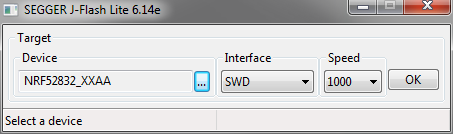 SEGGER J-Flash Lite 6.14e
Target
Device Interface Speed
NRF52832_XXAA ... SWD 1000 OK
Select a device